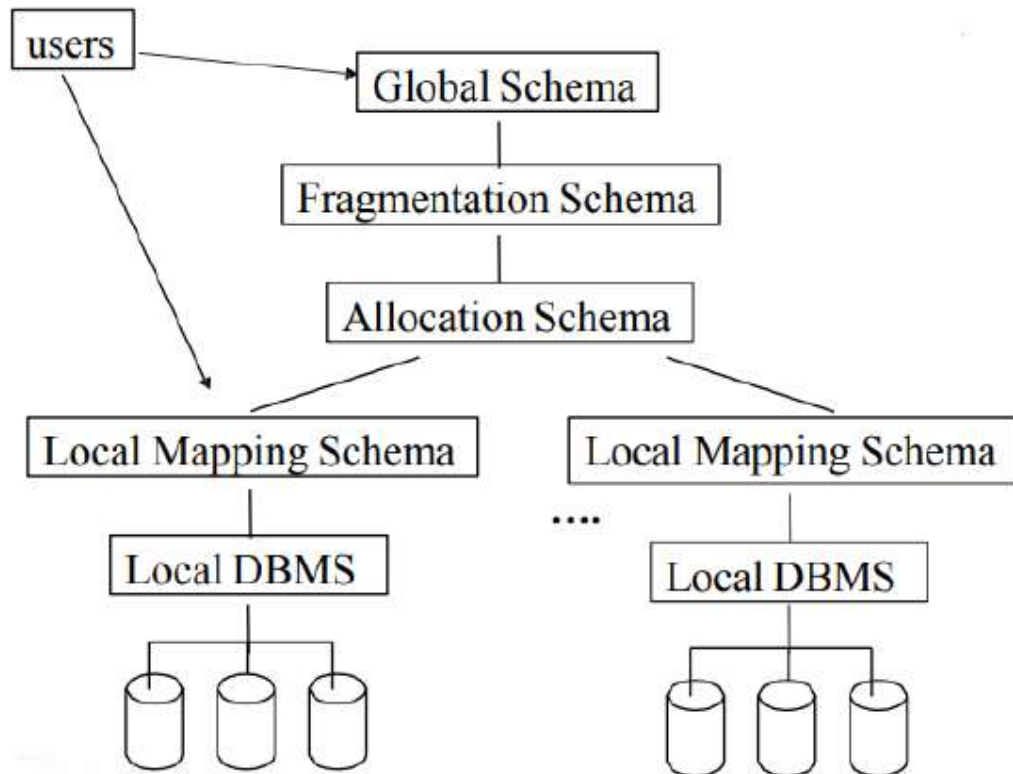 users
Global Schema
Fragmentation Schema
Allocation Schema
Local Mapping Schema
Local Mapping Schema
....
Local DBMS
Local DBMS